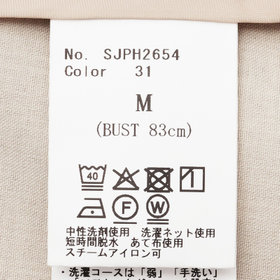 No. SJPH2654
Color 31
M
(BUST 83cm)
40
F W
中性洗剤使用 洗濯ネット使用
短時間脱水 あて布使用
スチームアイロン可
・洗濯コースは「弱」「手洗い」